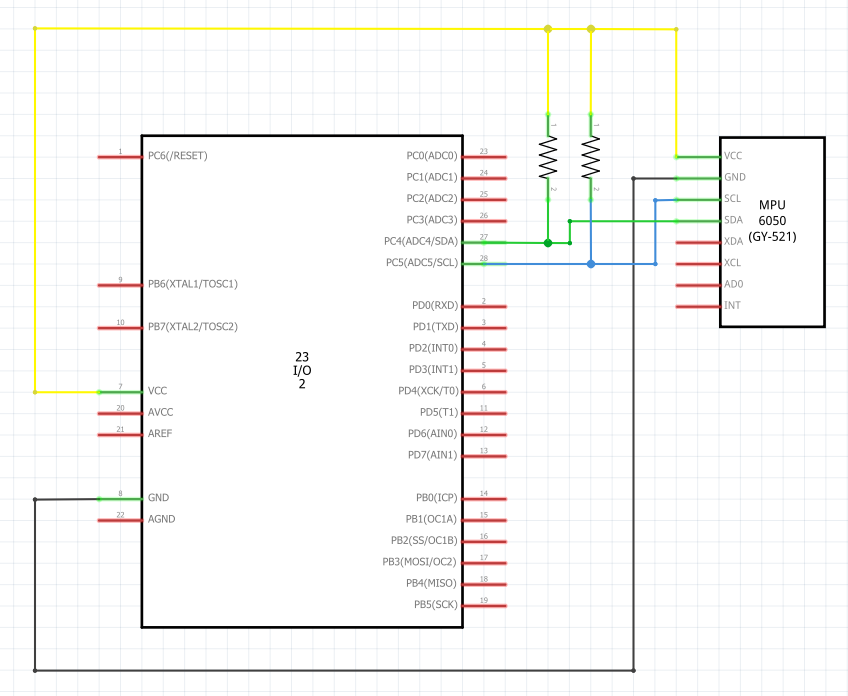 1
1
1 PC6(/RESET)
PC0(ADC0) 23
VCC
PC1(ADC1) 24
GND
2
2
PC2(ADC2) 25
SCL
PC3(ADC3) 26
SDA
MPU
6050
(GY-521)
PC4(ADC4/SDA) 27
XDA
PC5(ADC5/SCL) 28
XCL
9 PB6(XTAL1/TOSC1)
AD0
PD0(RXD) 2
INT
10 PB7(XTAL2/TOSC2)
PD1(TXD) 3
PD2(INT0) 4
23
I/O
2
PD3(INT1) 5
7 VCC
PD4(XCK/T0) 6
20 AVCC
PD5(T1) 11
21 AREF
PD6(AIN0) 12
PD7(AIN1) 13
8 GND
PB0(ICP) 14
22 AGND
PB1(OC1A) 15
PB2(SS/OC1B) 16
PB3(MOSI/OC2) 17
PB4(MISO) 18
PB5(SCK) 19